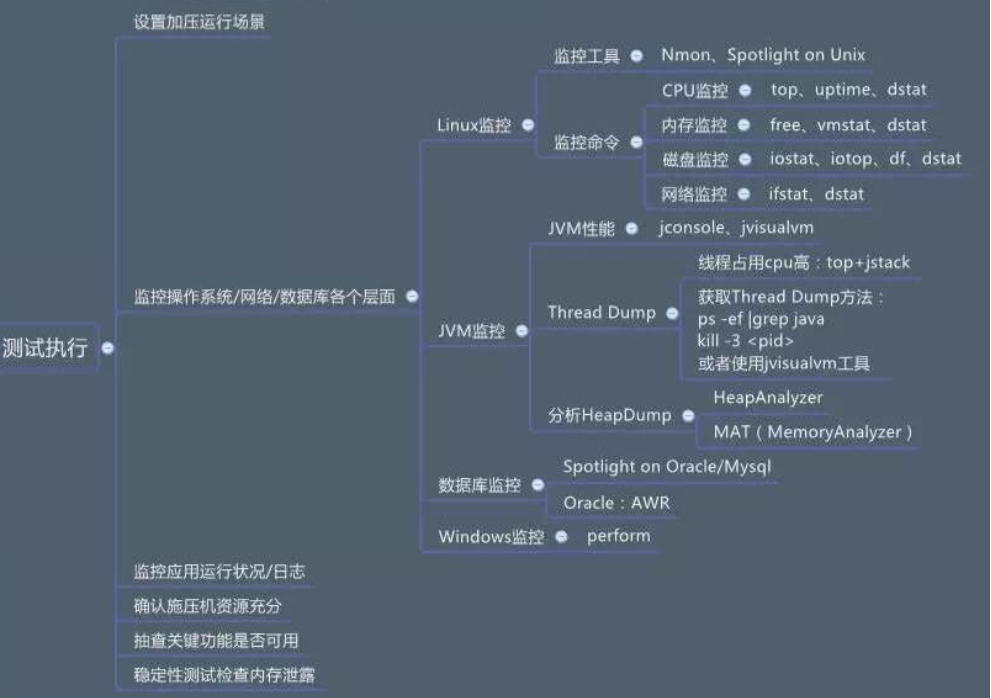 设置加压运行场景
监控工具
Nmon、Spotlight on Unix
CPU监控
top、uptime、dstat
Linux监控
内存监控
free、vmstat、dstat
监控命令
磁盘监控
iostat、iotop、df、dstat
网络监控
ifstat、dstat
JVM性能
jconsole、jvisualvm
线程占用cpu高：top+jstack
监控操作系统/网络/数据库各个层面
获取Thread Dump方法：
Thread Dump
ps -ef |grep java
JVM监控
kill -3 <pid>
测试执行
或者使用jvisualvm工具
HeapAnalyzer
分析HeapDump
MAT（MemoryAnalyzer）
Spotlight on Oracle/Mysql
数据库监控
Oracle：AWR
Windows监控
perform
监控应用运行状况/日志
确认施压机资源充分
抽查关键功能是否可用
稳定性测试检查内存泄露